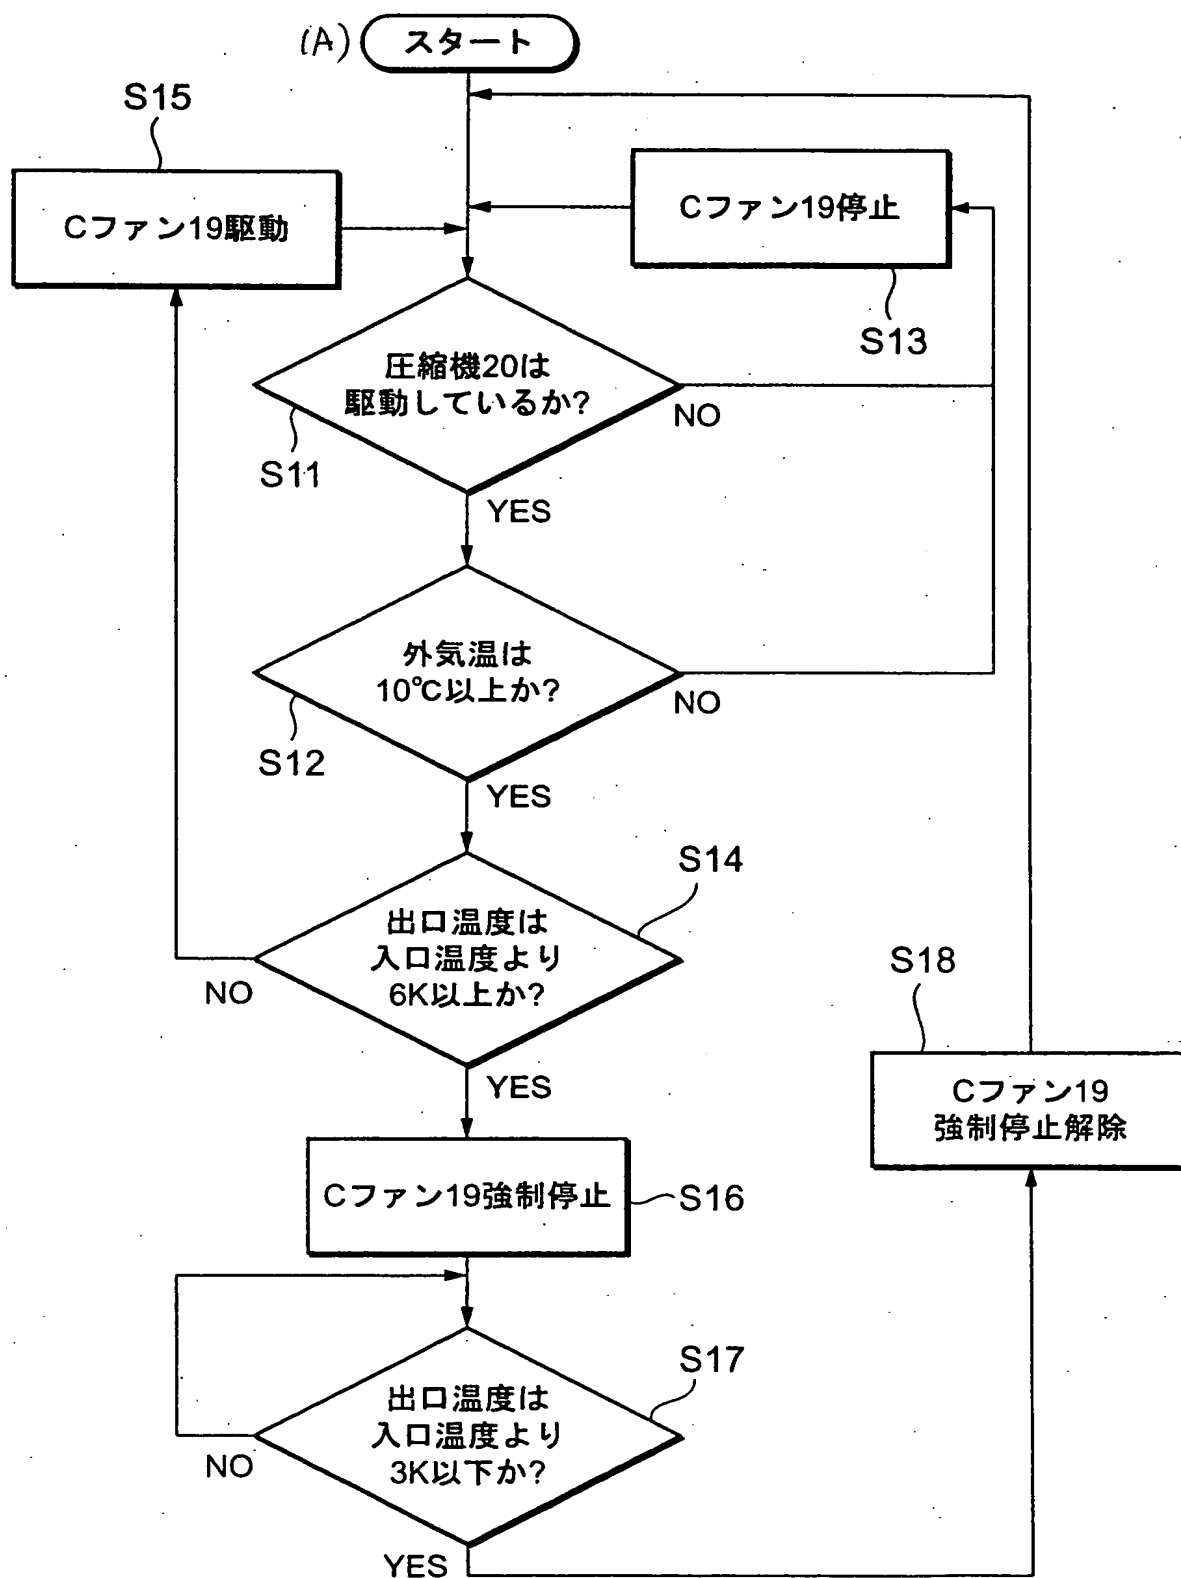 (A) スタート
S15
Cファン19駆動
Cファン19停止
S13
圧縮機20は
駆動しているか?
NO
S11
YES
外気温は
10℃以上か?
NO
S12
YES
S14
出口温度は
入口温度より
6K以上か?
NO
YES
S18
Cファン19
強制停止解除
Cファン19強制停止
S16
S17
出口温度は
入口温度より
3K以下か?
NO
YES